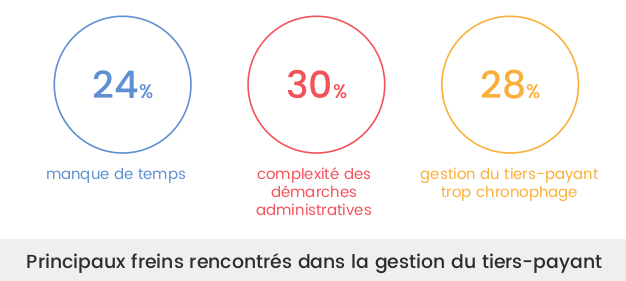 24%
manque de temps
30%
complexité des
démarches
administratives
28%
gestion du tiers-payant
trop chronophage
Principaux freins rencontrés dans la gestion du tiers-payant